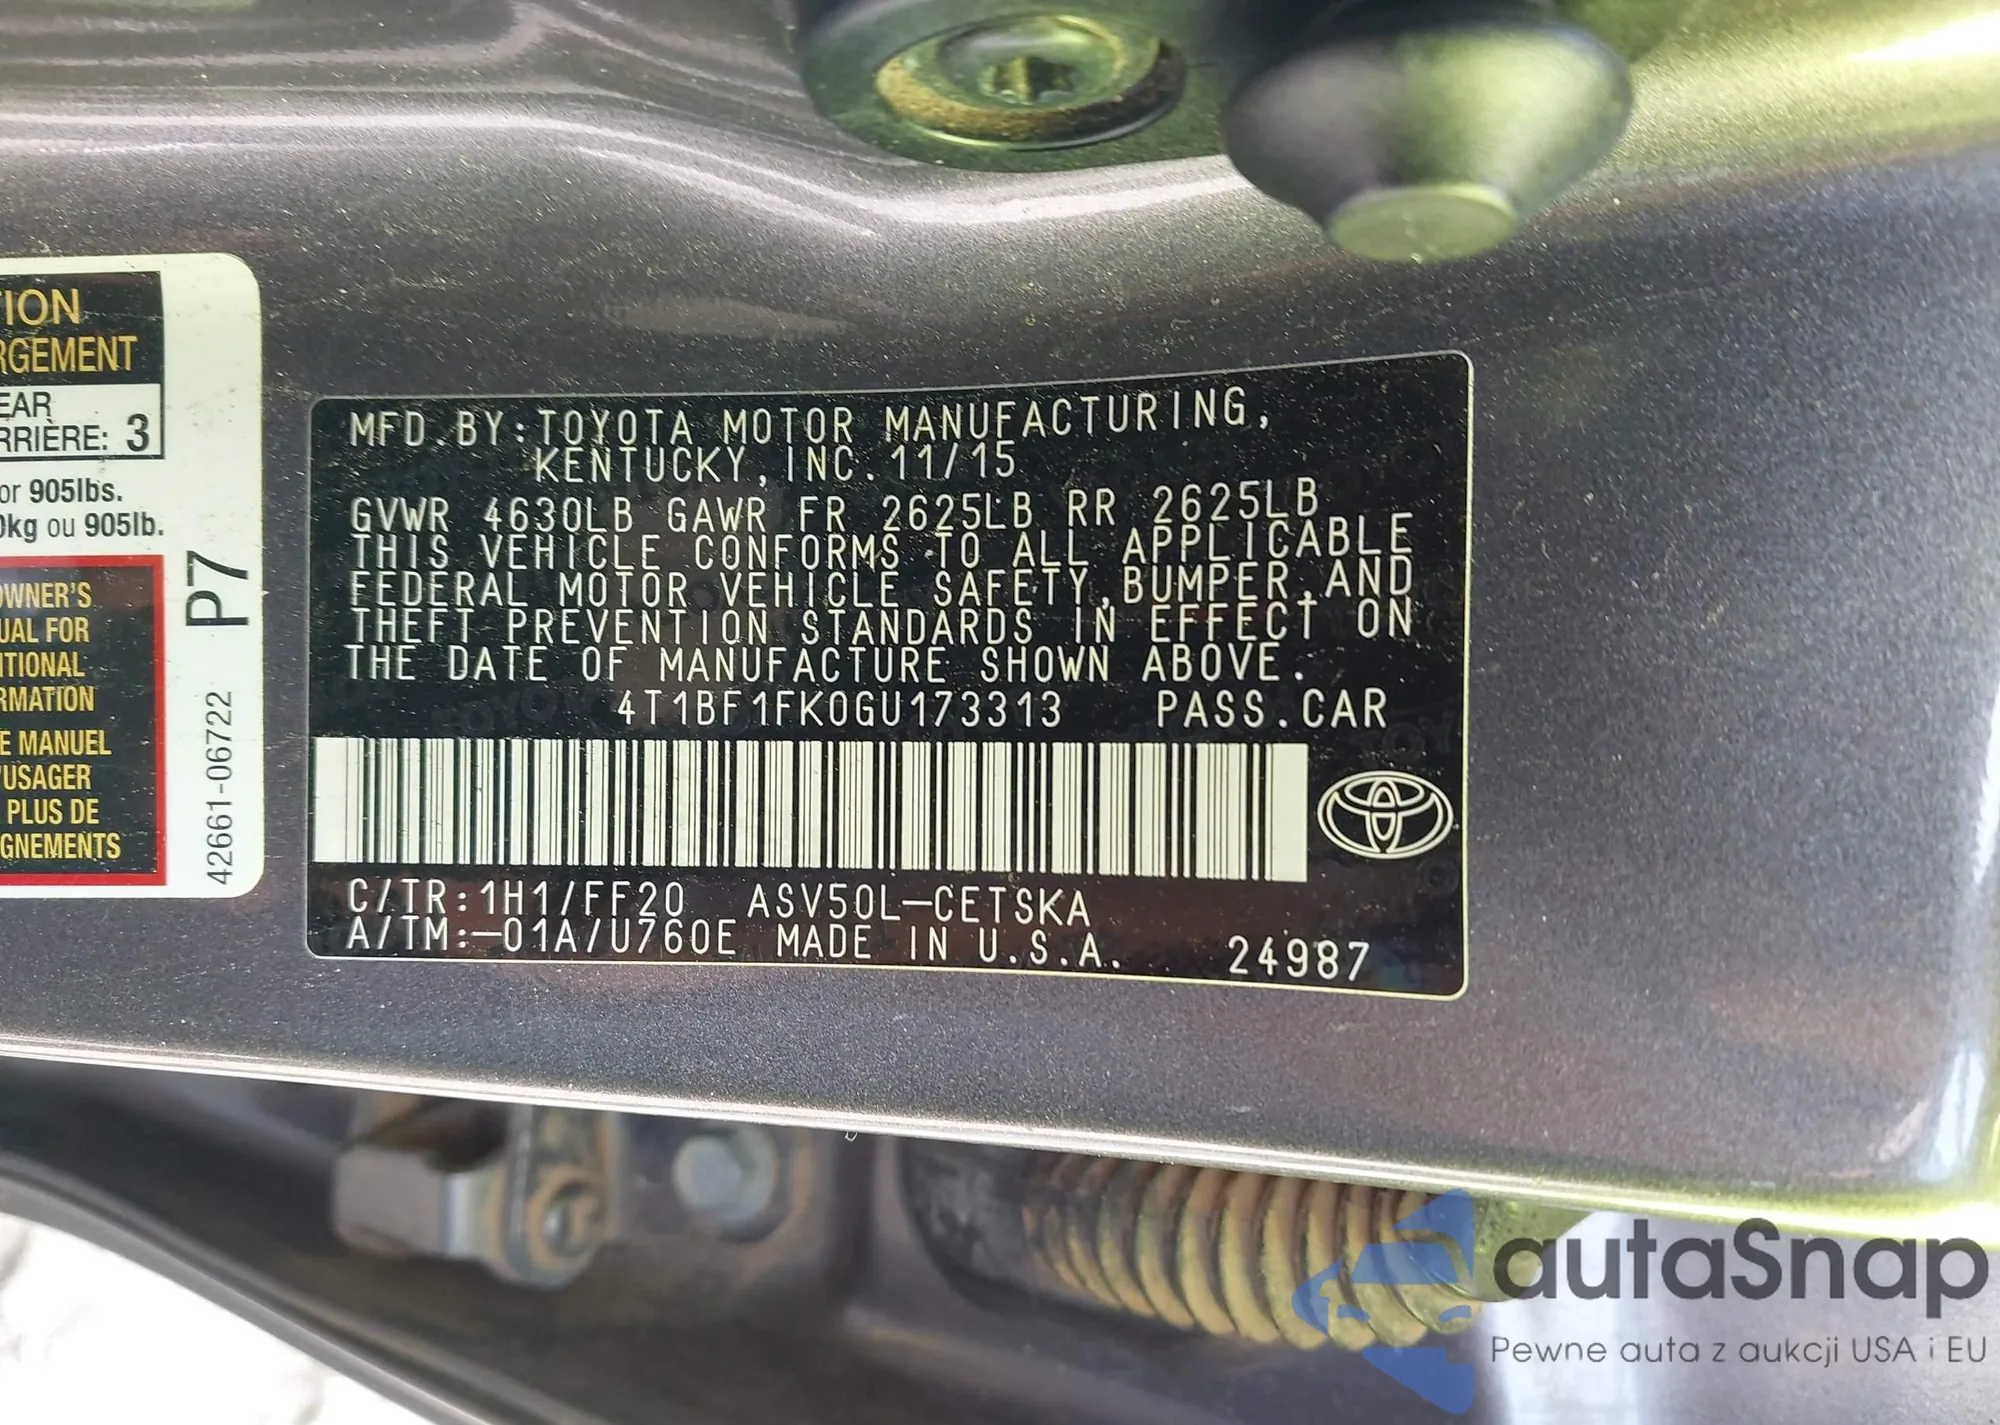 TION
RGEMENT
EAR
RRIÈRE: 3
or 905lbs.
0kg ou 905lb.
OWNER'S
UAL FOR
ITIONAL
RMATION
E MANUEL
'USAGER
PLUS DE
GNEMENTS
P7
42661-06722
MFD.BY:TOYOTA MOTOR MANUFACTURING,
KENTUCKY,INC.11/15
GVWR 4630LB GAWR FR 2625LB RR 2625LB
THIS VEHICLE CONFORMS TO ALL APPLICABLE
FEDERAL MOTOR VEHICLE SAFETY,BUMPER,AND
THEFT PREVENTION STANDARDS IN EFFECT ON
THE DATE OF MANUFACTURE SHOWN ABOVE.
4T1BF1FK0GU173313 PASS.CAR
C/TR:1H1/FF20 ASV50L-CETSKA
A/TM:-01A/U760E MADE IN U.S.A. 24987
autaSnap
Pewne auta z aukcji USA i EU